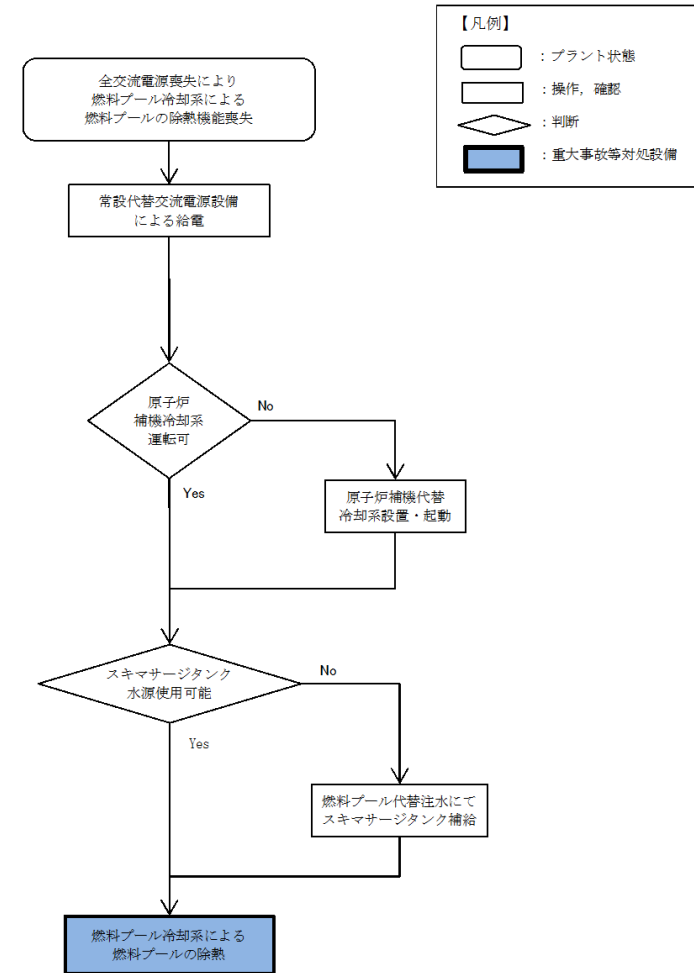 【凡例】
：プラント状態
：操作，確認
：判断
：重大事故等対処設備
全交流電源喪失により
燃料プール冷却系による
燃料プールの除熱機能喪失
常設代替交流電源設備
による給電
原子炉
補機冷却系
運転可
No
Yes
原子炉補機代替
冷却系設置・起動
スキマサージタンク
水源使用可能
No
Yes
燃料プール代替注水にて
スキマサージタンク補給
燃料プール冷却系による
燃料プールの除熱